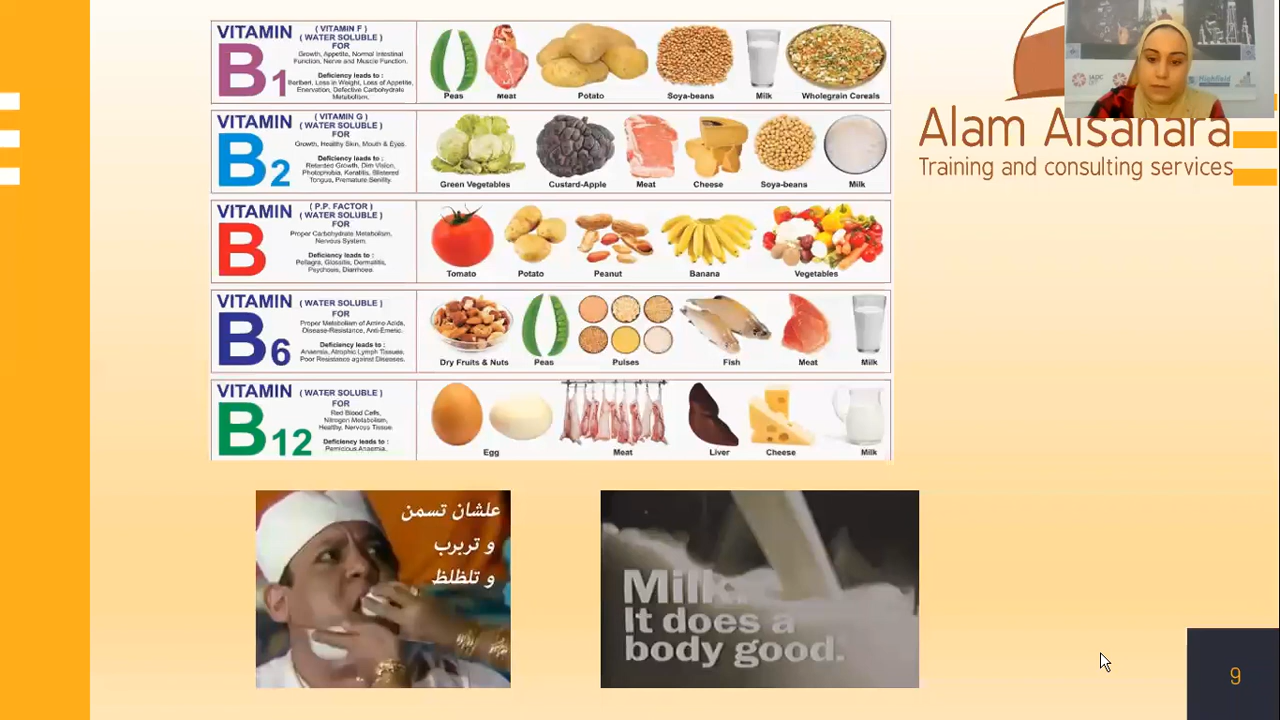 VITAMIN
B1
( VITAMIN F )
( WATER SOLUBLE )
FOR
Growth, Appetite, Normal Intestinal
Function, Nerve and Muscle Function.
Deficiency leads to :
Beriberi, Loss in Weight, Loss of Appetite,
Enervation, Defective Carbohydrate
Metabolism.
Peas
Meat
Potato
Soya-beans
Milk
Wholegrain Cereals
VITAMIN
B2
( VITAMIN G )
( WATER SOLUBLE )
FOR
Growth, Healthy Skin, Mouth & Eyes.
Deficiency leads to :
Retarded Growth, Dim Vision,
Photophobia, Keratitis, Blistered
Tongue, Premature Senility.
Green Vegetables
Custard-Apple
Meat
Cheese
Soya-beans
Milk
VITAMIN
B
( P.P. FACTOR )
( WATER SOLUBLE )
FOR
Proper Carbohydrate Metabolism,
Nervous System.
Deficiency leads to :
Pellagra, Glossitis, Dermatitis,
Psychosis, Diarrhoea.
Tomato
Potato
Peanut
Banana
Vegetables
VITAMIN
B6
( WATER SOLUBLE )
FOR
Proper Metabolism of Amino Acids,
Disease-Resistance, Anti-Emenic.
Deficiency leads to :
Anaemia, Atrophic Lymph Tissues,
Poor Resistance against Diseases.
Dry Fruits & Nuts
Peas
Pulses
Fish
Meat
Milk
VITAMIN
B12
( WATER SOLUBLE )
FOR
Red Blood Cells,
Nitrogen Metabolism,
Healthy, Nervous Tissue.
Deficiency leads to :
Pernicious Anaemia.
Egg
Meat
Liver
Cheese
Milk
Alam Alsahara
Training and consulting services
IADC
Highfield
علشان تسمن
و تربرب
و تلظلظ
Milk.
It does a
body good.
9